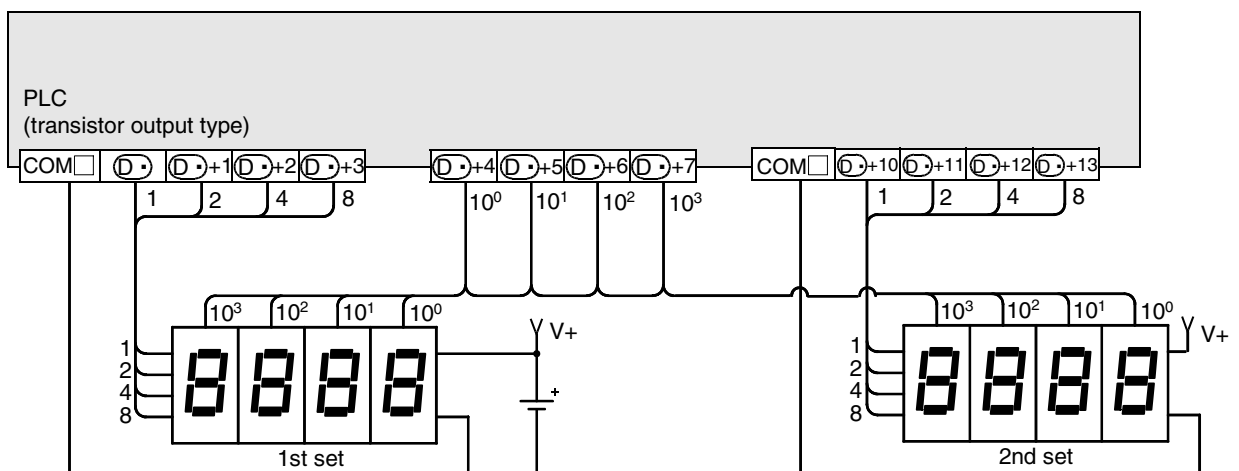 PLC
(transistor output type)
COM□ D· D·+1 D·+2 D·+3 D·+4 D·+5 D·+6 D·+7 COM□ D·+10 D·+11 D·+12 D·+13
1 2 4 8 10⁰ 10¹ 10² 10³ 1 2 4 8
10³ 10² 10¹ 10⁰ 10³ 10² 10¹ 10⁰
V+ V+
1 1
2 2
4 4
8 8
8888 8888
+
1st set 2nd set